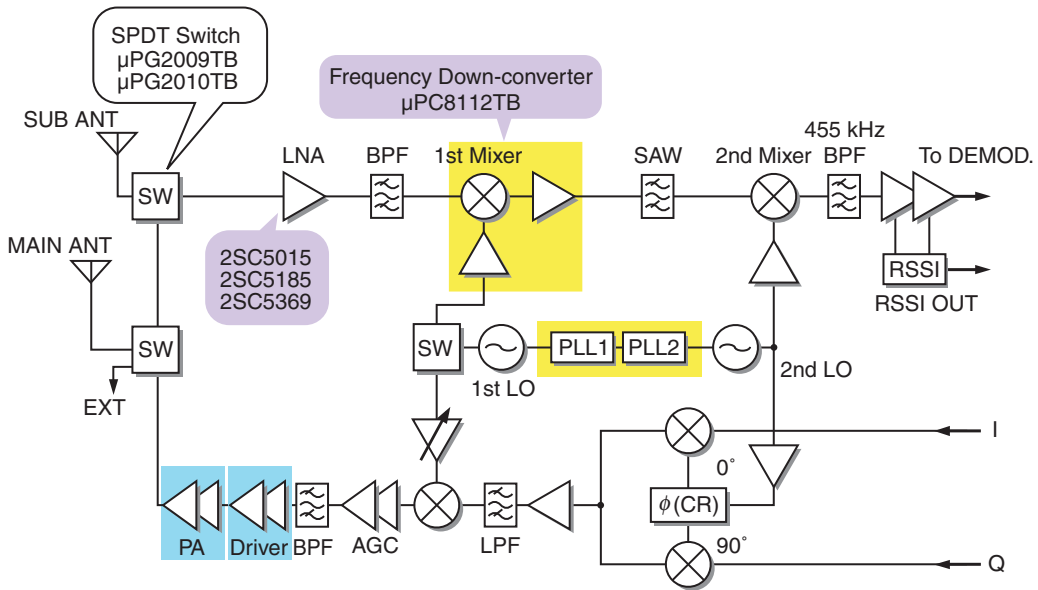 SPDT Switch
µPG2009TB
µPG2010TB
Frequency Down-converter
µPC8112TB
SUB ANT
LNA
BPF
1st Mixer
SAW
2nd Mixer
455 kHz
BPF
To DEMOD.
SW
MAIN ANT
2SC5015
2SC5185
2SC5369
RSSI
RSSI OUT
SW
EXT
SW
1st LO
PLL1
PLL2
2nd LO
I
0°
ϕ(CR)
90°
Q
PA
Driver
BPF
AGC
LPF